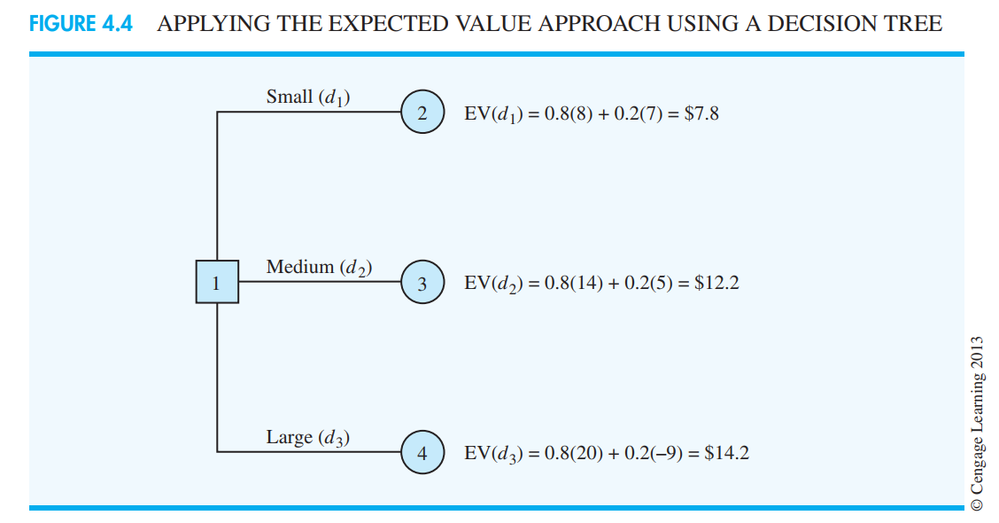 FIGURE 4.4 APPLYING THE EXPECTED VALUE APPROACH USING A DECISION TREE
Small (d₁)
2 EV(d₁) = 0.8(8) + 0.2(7) = $7.8
Medium (d₂)
1
3 EV(d₂) = 0.8(14) + 0.2(5) = $12.2
Large (d₃)
4 EV(d₃) = 0.8(20) + 0.2(–9) = $14.2
© Cengage Learning 2013